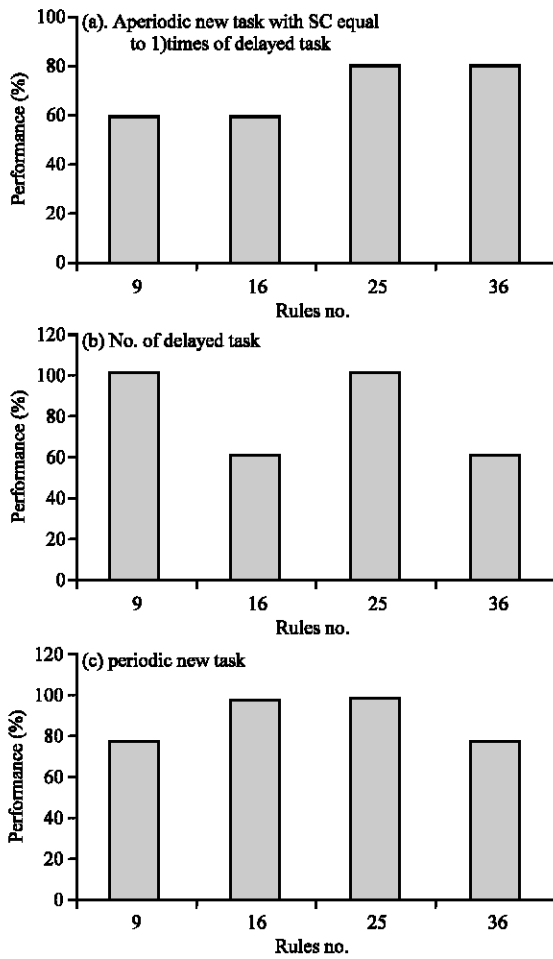 (a). Aperiodic new task with SC equal
to 1)times of delayed task
Performance (%)
100
80
60
40
20
0
9 16 25 36
Rules no.
(b) No. of delayed task
Performance (%)
120
100
80
60
40
20
0
9 16 25 36
Rules no.
(c) periodic new task
Performance (%)
120
100
80
60
40
20
0
9 16 25 36
Rules no.